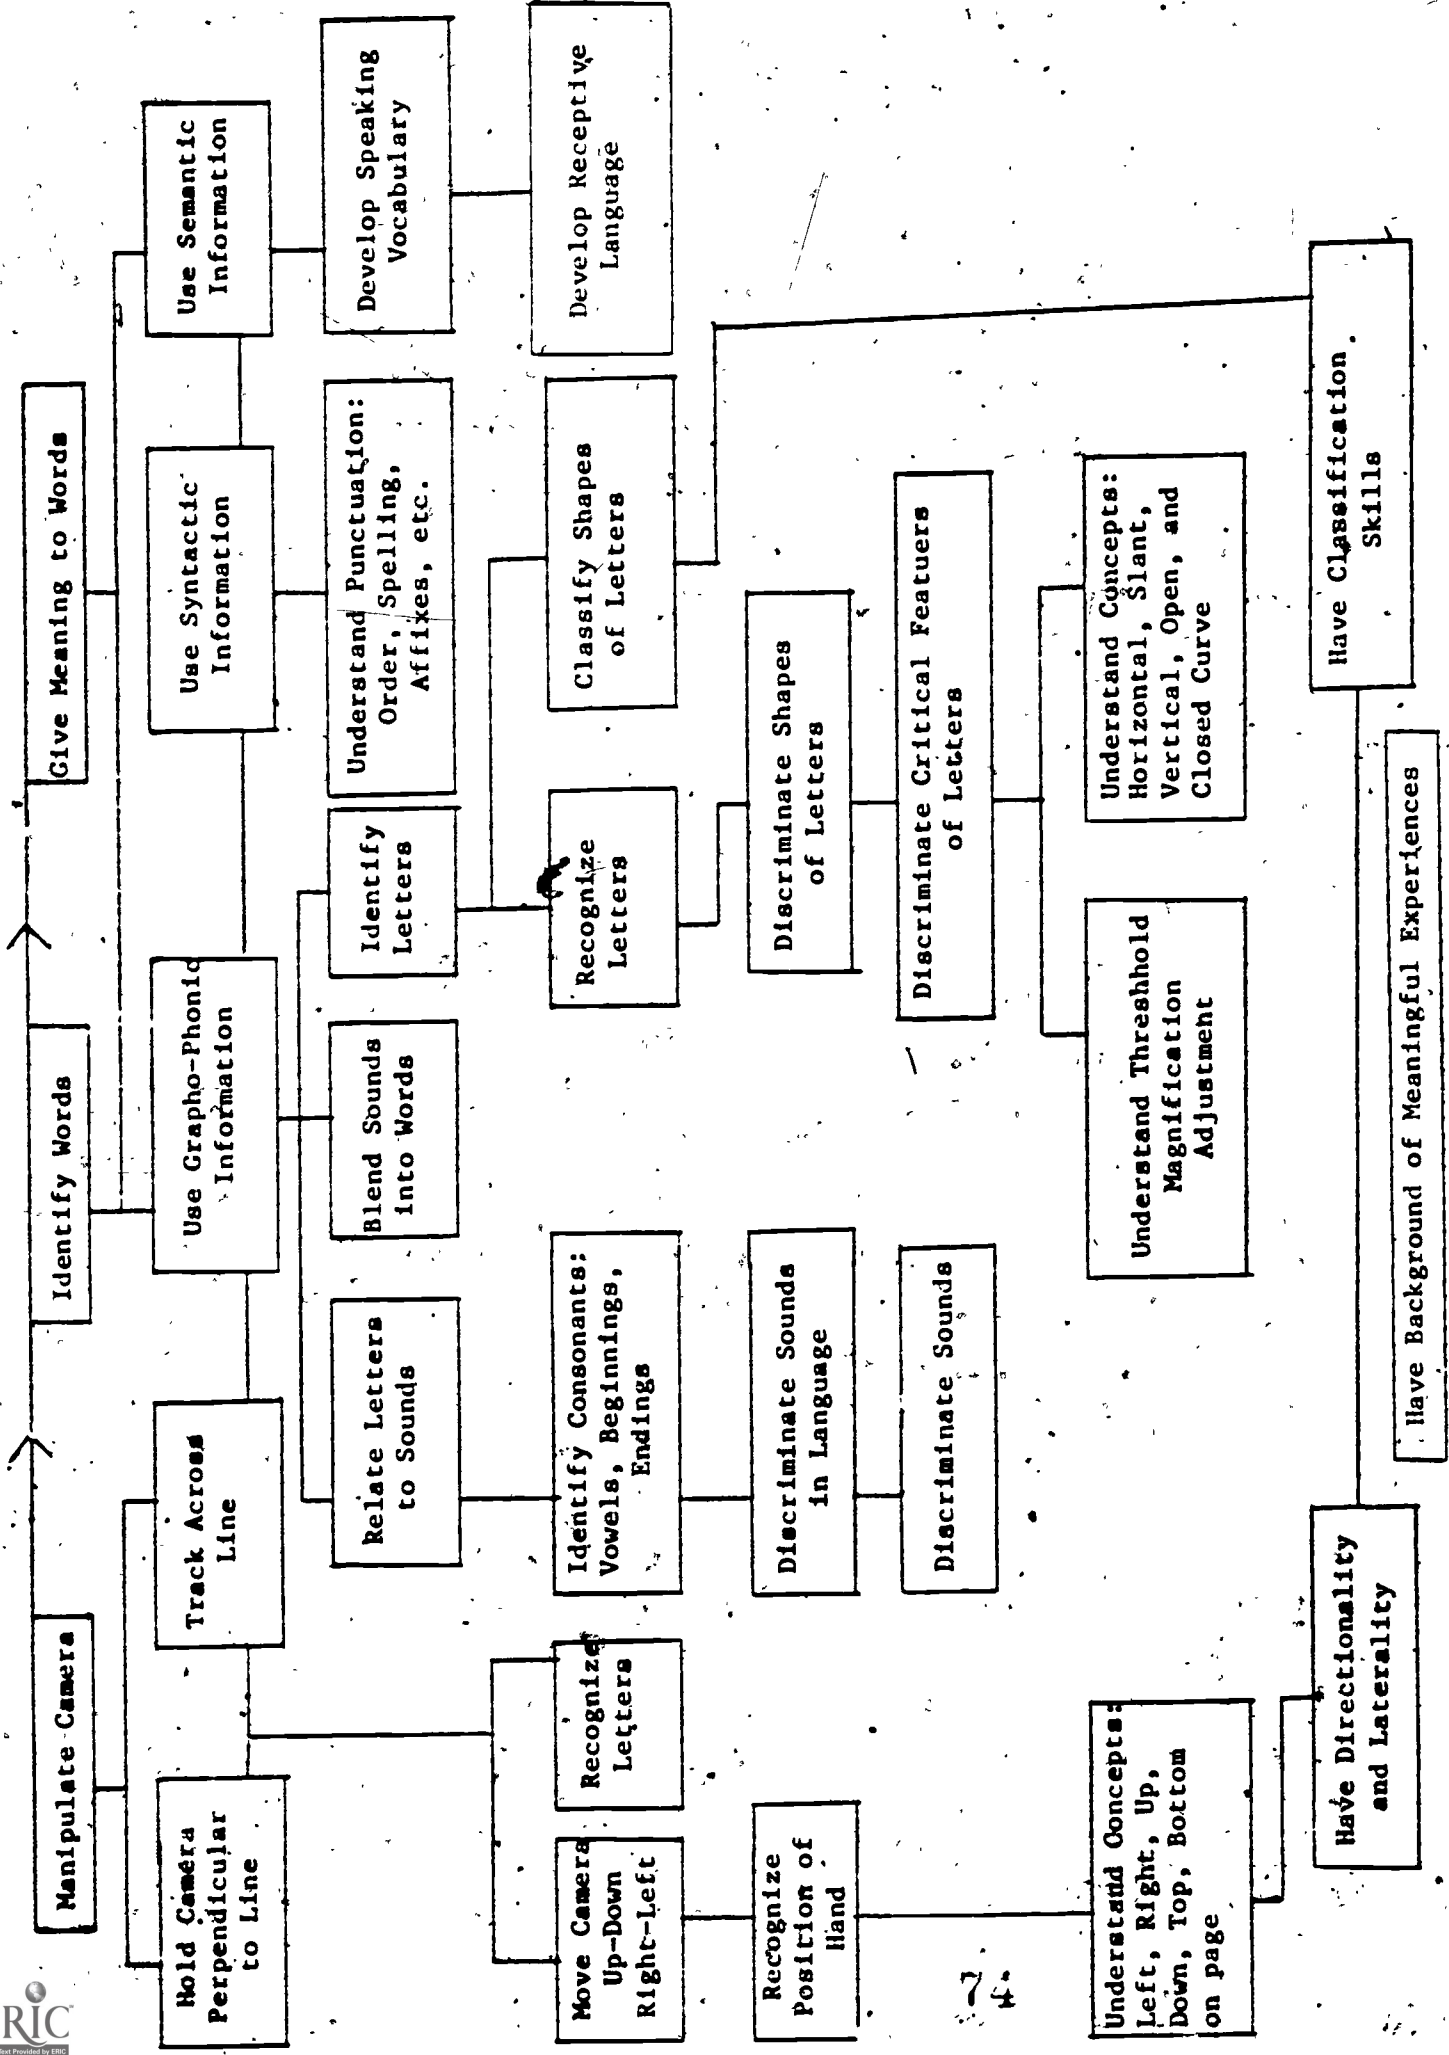 Manipulate Camera
Identify Words
Give Meaning to Words
Hold Camera
Perpendicular
to Line
Track Across
Line
Use Grapho-Phonic
Information
Use Syntactic
Information
Use Semantic
Information
Relate Letters
to Sounds
Blend Sounds
into Words
Identify
Letters
Understand Punctuation:
Order, Spelling,
Affixes, etc.
Develop Speaking
Vocabulary
Move Camera
Up-Down
Right-Left
Recognize
Letters
Identify Consonants:
Vowels, Beginnings,
Endings
Recognize
Letters
Classify Shapes
of Letters
Develop Receptive
Language
Recognize
Position of
Hand
Discriminate Sounds
in Language
Discriminate Shapes
of Letters
Discriminate Sounds
Discriminate Critical Featuers
of Letters
Understand Concepts:
Left, Right, Up,
Down, Top, Bottom
on page
Understand Threshhold
Magnification
Adjustment
Understand Concepts:
Horizontal, Slant,
Vertical, Open, and
Closed Curve
Have Directionality
and Laterality
Have Classification
Skills
Have Background of Meaningful Experiences
RIC
Text Provided by ERIC